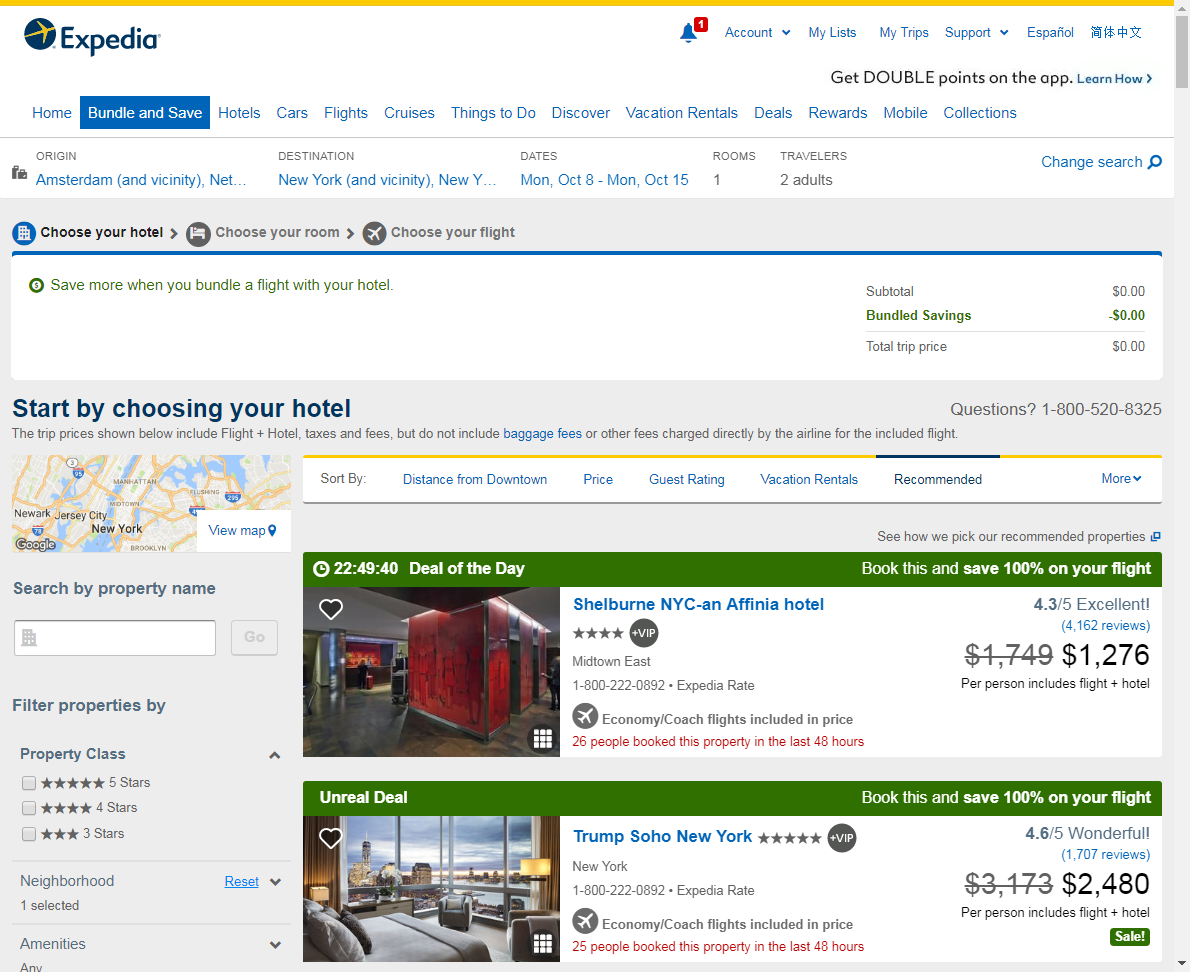 Expedia
1
Account
My Lists
My Trips
Support
Español
简体中文
Get DOUBLE points on the app. Learn How
Home
Bundle and Save
Hotels
Cars
Flights
Cruises
Things to Do
Discover
Vacation Rentals
Deals
Rewards
Mobile
Collections
ORIGIN
Amsterdam (and vicinity), Net...
DESTINATION
New York (and vicinity), New Y...
DATES
Mon, Oct 8 - Mon, Oct 15
ROOMS
1
TRAVELERS
2 adults
Change search
Choose your hotel
Choose your room
Choose your flight
Save more when you bundle a flight with your hotel.
Subtotal $0.00
Bundled Savings -$0.00
Total trip price $0.00
Start by choosing your hotel
Questions? 1-800-520-8325
The trip prices shown below include Flight + Hotel, taxes and fees, but do not include baggage fees or other fees charged directly by the airline for the included flight.
3
95
MANHATTAN
FLUSHING
295
MIDTOWN
Newark
Jersey City
New York
78
BROOKLYN
Google
View map
Search by property name
Go
Filter properties by
Property Class
5 Stars
4 Stars
3 Stars
Neighborhood
Reset
1 selected
Amenities
Any
Sort By:
Distance from Downtown
Price
Guest Rating
Vacation Rentals
Recommended
More
See how we pick our recommended properties
22:49:40 Deal of the Day
Book this and save 100% on your flight
Shelburne NYC-an Affinia hotel
+VIP
Midtown East
1-800-222-0892 • Expedia Rate
Economy/Coach flights included in price
26 people booked this property in the last 48 hours
4.3/5 Excellent!
(4,162 reviews)
$1,749 $1,276
Per person includes flight + hotel
Unreal Deal
Book this and save 100% on your flight
Trump Soho New York
+VIP
New York
1-800-222-0892 • Expedia Rate
Economy/Coach flights included in price
25 people booked this property in the last 48 hours
4.6/5 Wonderful!
(1,707 reviews)
$3,173 $2,480
Per person includes flight + hotel
Sale!